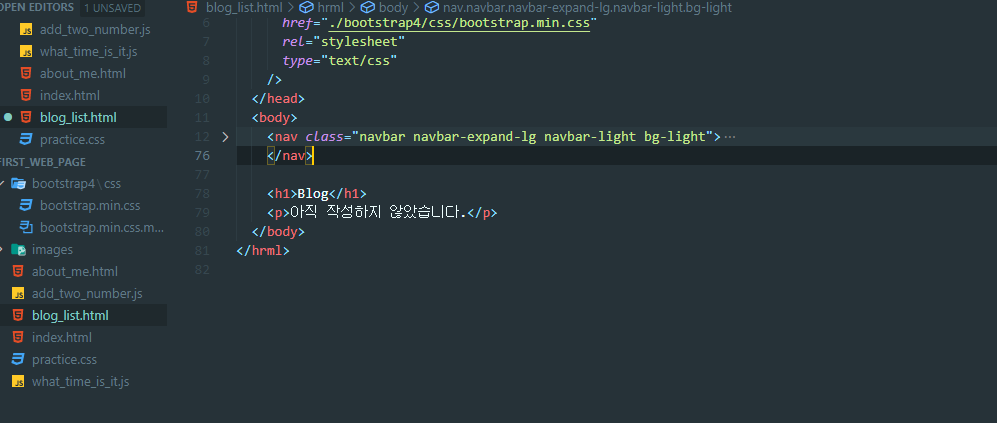 OPEN EDITORS 1 UNSAVED
add_two_number.js
what_time_is_it.js
about_me.html
index.html
blog_list.html
practice.css
FIRST_WEB_PAGE
bootstrap4\css
bootstrap.min.css
bootstrap.min.css.m...
images
about_me.html
add_two_number.js
blog_list.html
index.html
practice.css
what_time_is_it.js
blog_list.html > hrml > body > nav.navbar.navbar-expand-lg.navbar-light.bg-light
6 href="./bootstrap4/css/bootstrap.min.css"
7 rel="stylesheet"
8 type="text/css"
9 />
10 </head>
11 <body>
12 <nav class="navbar navbar-expand-lg navbar-light bg-light">...
76 </nav>
77
78 <h1>Blog</h1>
79 <p>아직 작성하지 않았습니다.</p>
80 </body>
81 </hrml>
82